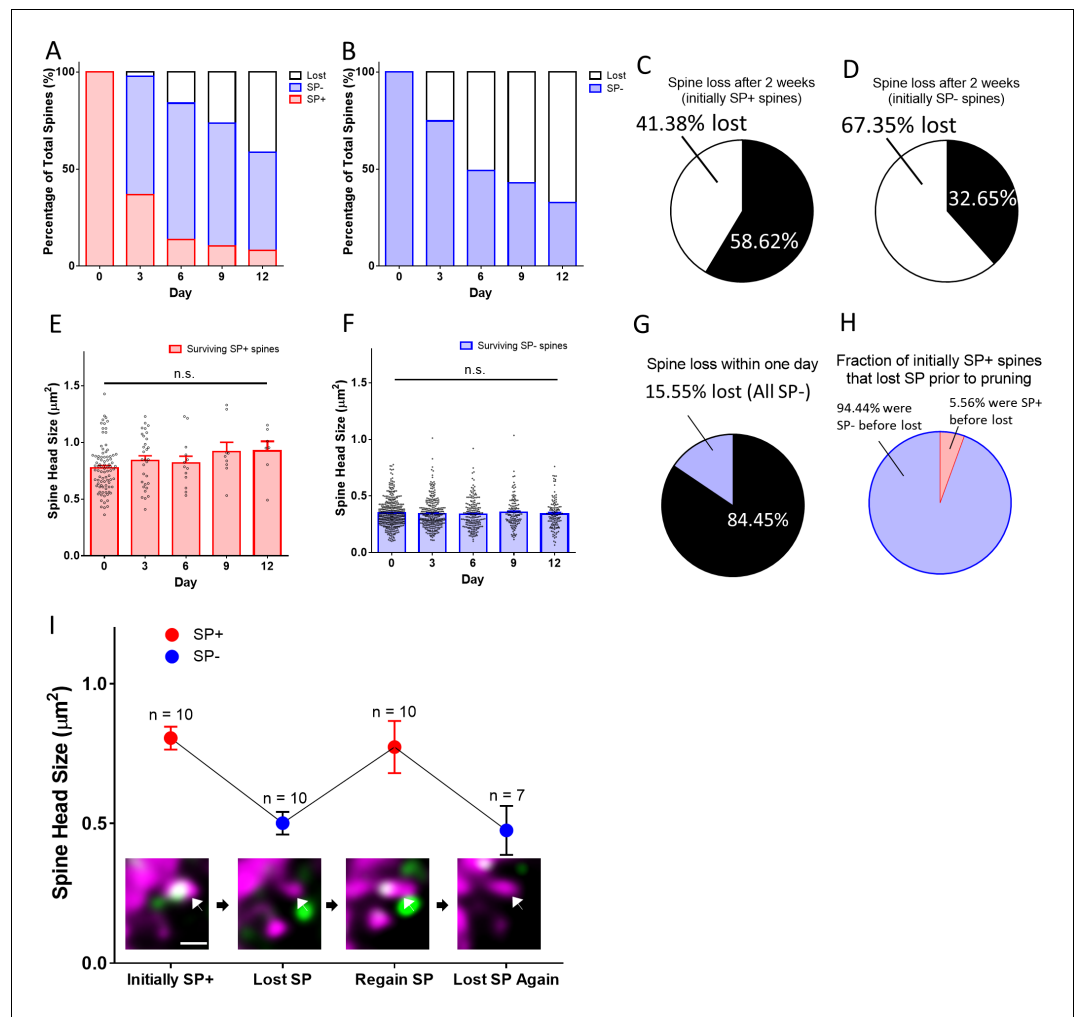 A
Percentage of Total Spines (%)
100
50
0
0 3 6 9 12
Day
Lost
SP-
SP+
B
Percentage of Total Spines (%)
100
50
0
0 3 6 9 12
Day
Lost
SP-
C
Spine loss after 2 weeks
(initially SP+ spines)
41.38% lost
58.62%
D
Spine loss after 2 weeks
(initial SP- spines)
67.35% lost
32.65%
E
Surviving SP+ spines
n.s.
Spine Head Size (µm²)
1.5
1.0
0.5
0.0
0 3 6 9 12
Day
F
Surviving SP- spines
n.s.
Spine Head Size (µm²)
1.5
1.0
0.5
0.0
0 3 6 9 12
Day
G
Spine loss within one day
15.55% lost (All SP-)
84.45%
H
Fraction of initially SP+ spines
that lost SP prior to pruning
94.44% were
SP- before lost
5.56% were SP+
before lost
I
SP+
SP-
Spine Head Size (µm²)
1.0
0.5
0.0
n = 10
n = 10
n = 10
n = 7
Initially SP+ Lost SP Regain SP Lost SP Again